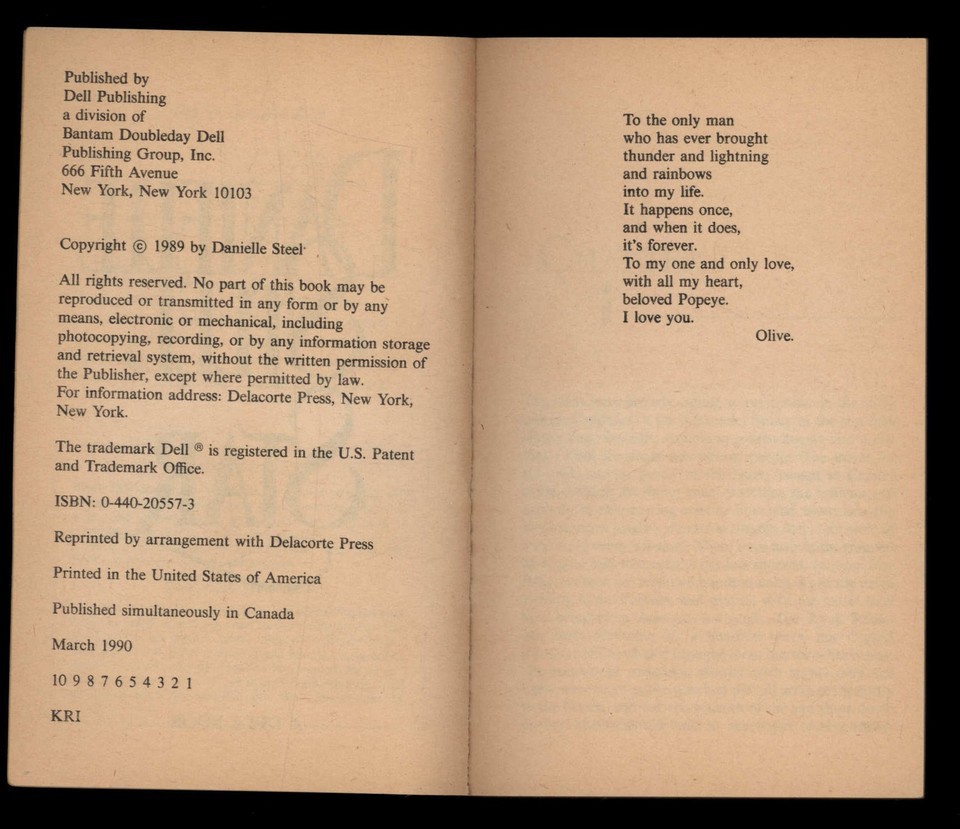 Published by
Dell Publishing
a division of
Bantam Doubleday Dell
Publishing Group, Inc.
666 Fifth Avenue
New York, New York 10103
Copyright © 1989 by Danielle Steel
All rights reserved. No part of this book may be
reproduced or transmitted in any form or by any
means, electronic or mechanical, including
photocopying, recording, or by any information storage
and retrieval system, without the written permission of
the Publisher, except where permitted by law.
For information address: Delacorte Press, New York,
New York.
The trademark Dell ® is registered in the U.S. Patent
and Trademark Office.
ISBN: 0-440-20557-3
Reprinted by arrangement with Delacorte Press
Printed in the United States of America
Published simultaneously in Canada
March 1990
10 9 8 7 6 5 4 3 2 1
KRI
To the only man
who has ever brought
thunder and lightning
and rainbows
into my life.
It happens once,
and when it does,
it's forever.
To my one and only love,
with all my heart,
beloved Popeye.
I love you.
Olive.